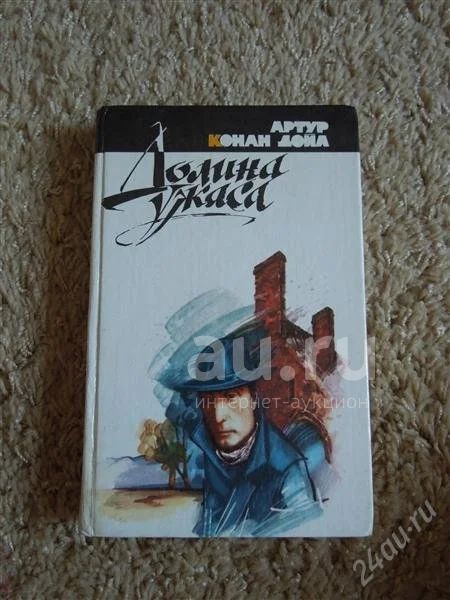 АРТУР
КОНАН ДОЙЛ
Долина
ужаса
au.ru
интернет-аукцион
24au.ru